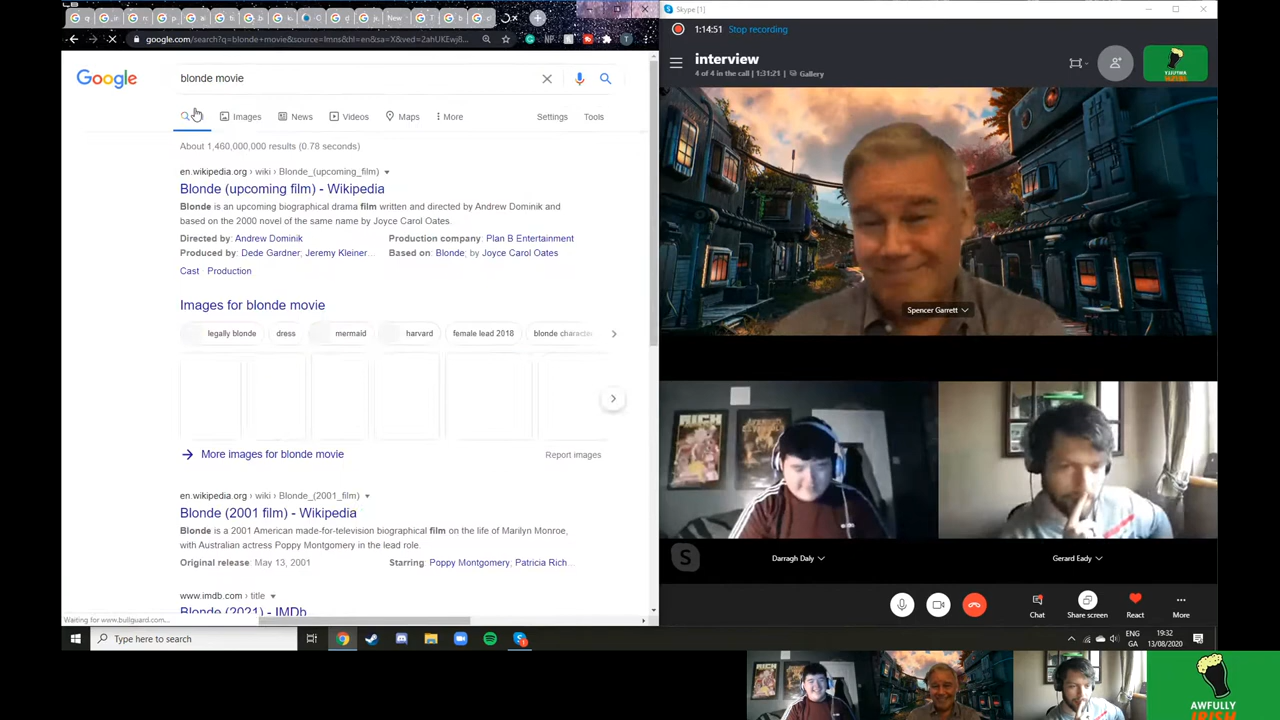 google.com/search?q=blonde+movie&source=lmns&hl=en&sa=X&ved=2ahUKEwjB...
Google
blonde movie
Images
News
Videos
Maps
More
Settings
Tools
About 1,460,000,000 results (0.78 seconds)
en.wikipedia.org › wiki › Blonde_(upcoming_film)
Blonde (upcoming film) - Wikipedia
Blonde is an upcoming biographical drama film written and directed by Andrew Dominik and
based on the 2000 novel of the same name by Joyce Carol Oates.
Directed by: Andrew Dominik
Production company: Plan B Entertainment
Produced by: Dede Gardner; Jeremy Kleiner...
Based on: Blonde; by Joyce Carol Oates
Cast Production
Images for blonde movie
legally blonde
dress
mermaid
harvard
female lead 2018
blonde
More images for blonde movie
Report images
en.wikipedia.org › wiki › Blonde_(2001_film)
Blonde (2001 film) - Wikipedia
Blonde is a 2001 American made-for-television biographical film on the life of Marilyn Monroe,
with Australian actress Poppy Montgomery in the lead role.
Original release: May 13, 2001
Starring: Poppy Montgomery, Patricia Rich...
www.imdb.com › title
Blonde (2021) - IMDb
Waiting for www.bullguard.com...
Type here to search
Skype [1]
1:14:51 Stop recording
interview
4 of 4 in the call | 1:31:21 | Gallery
Spencer Garrett
RICH
Darragh Daly
Gerard Eady
Chat
Share screen
React
More
ENG
GA
19:32
13/08/2020
RICH
AWFULLY
IRISH